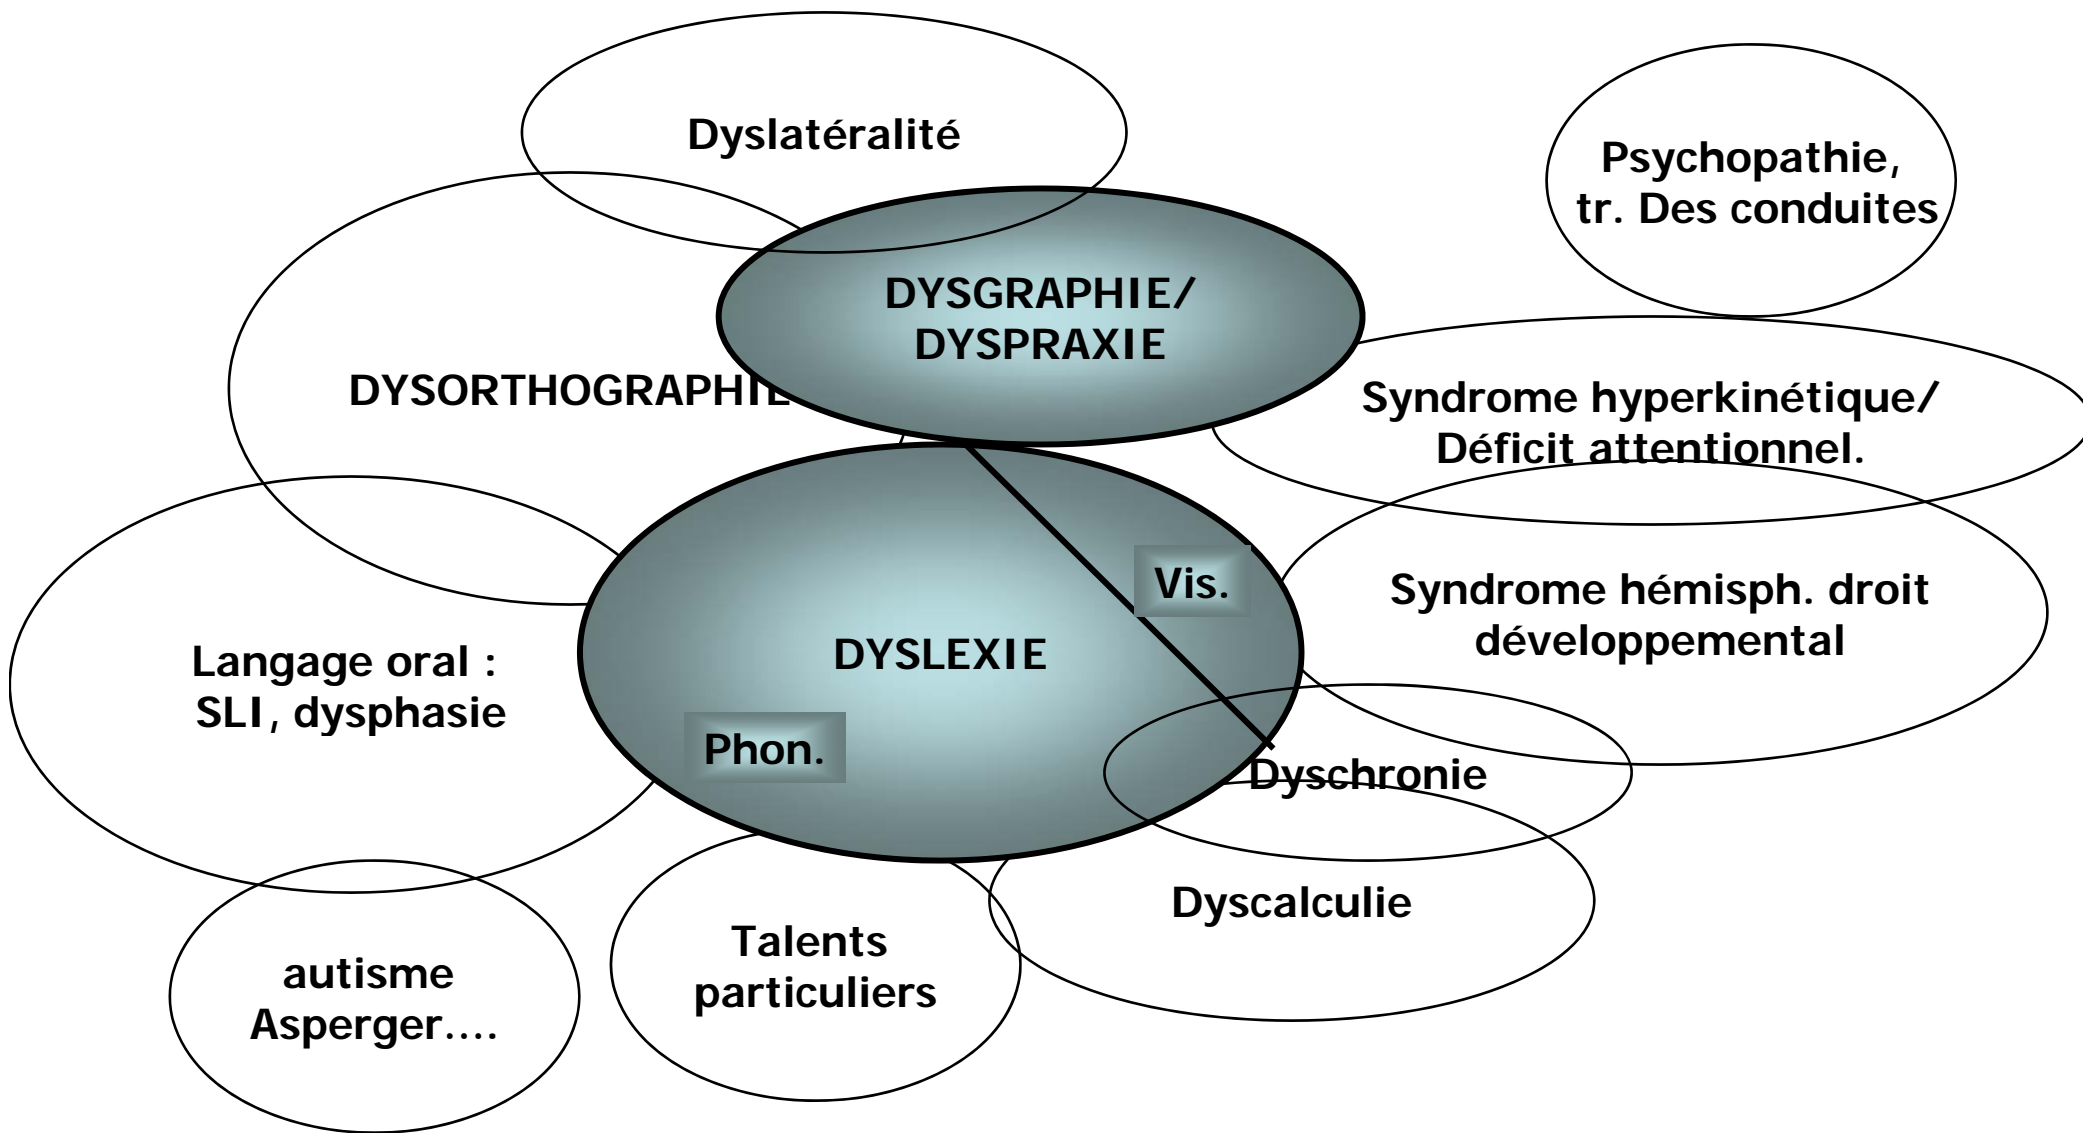 Dyslatéralité
Psychopathie,
tr. Des conduites
DYSGRAPHIE/
DYSPRAXIE
DYSORTHOGRAPHIE
Syndrome hyperkinétique/
Déficit attentionnel.
Vis.
Syndrome hémisph. droit
développemental
DYSLEXIE
Langage oral :
SLI, dysphasie
Phon.
Dyschronie
Dyscalculie
Talents
particuliers
autisme
Asperger....